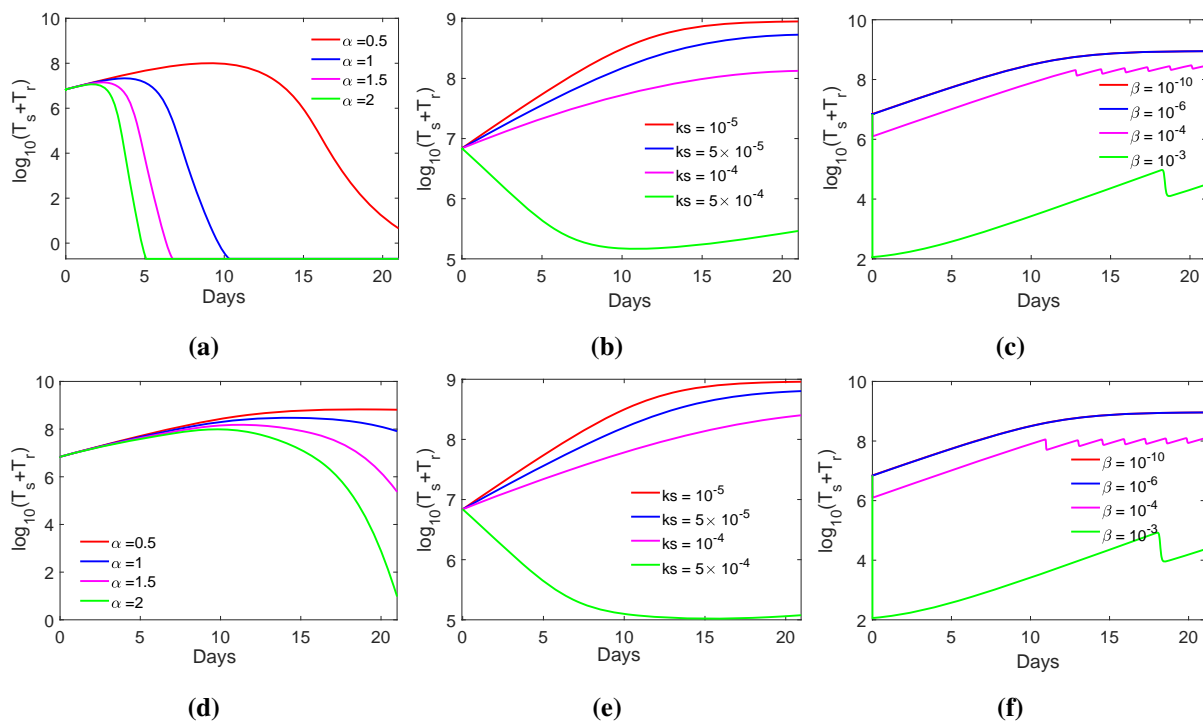 log₁₀(Tₛ+Tᵣ)
10
8
6
4
2
0
0 5 10 15 20
Days
α =0.5
α =1
α =1.5
α =2
(a)
log₁₀(Tₛ+Tᵣ)
9
8
7
6
5
0 5 10 15 20
Days
ks = 10⁻⁵
ks = 5× 10⁻⁵
ks = 10⁻⁴
ks = 5× 10⁻⁴
(b)
log₁₀(Tₛ+Tᵣ)
10
8
6
4
2
0 5 10 15 20
Days
β = 10⁻¹⁰
β = 10⁻⁶
β = 10⁻⁴
β = 10⁻³
(c)
log₁₀(Tₛ+Tᵣ)
10
8
6
4
2
0
0 5 10 15 20
Days
α =0.5
α =1
α =1.5
α =2
(d)
log₁₀(Tₛ+Tᵣ)
9
8
7
6
5
0 5 10 15 20
Days
ks = 10⁻⁵
ks = 5× 10⁻⁵
ks = 10⁻⁴
ks = 5× 10⁻⁴
(e)
log₁₀(Tₛ+Tᵣ)
10
8
6
4
2
0 5 10 15 20
Days
β = 10⁻¹⁰
β = 10⁻⁶
β = 10⁻⁴
β = 10⁻³
(f)